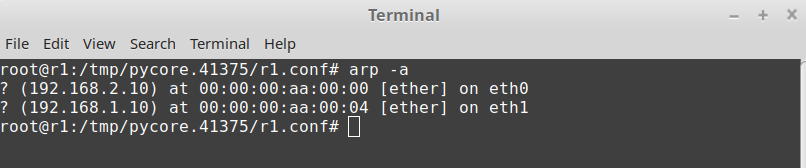 Terminal
File Edit View Search Terminal Help
root@r1:/tmp/pycore.41375/r1.conf# arp -a
? (192.168.2.10) at 00:00:00:aa:00:00 [ether] on eth0
? (192.168.1.10) at 00:00:00:aa:00:04 [ether] on eth1
root@r1:/tmp/pycore.41375/r1.conf#